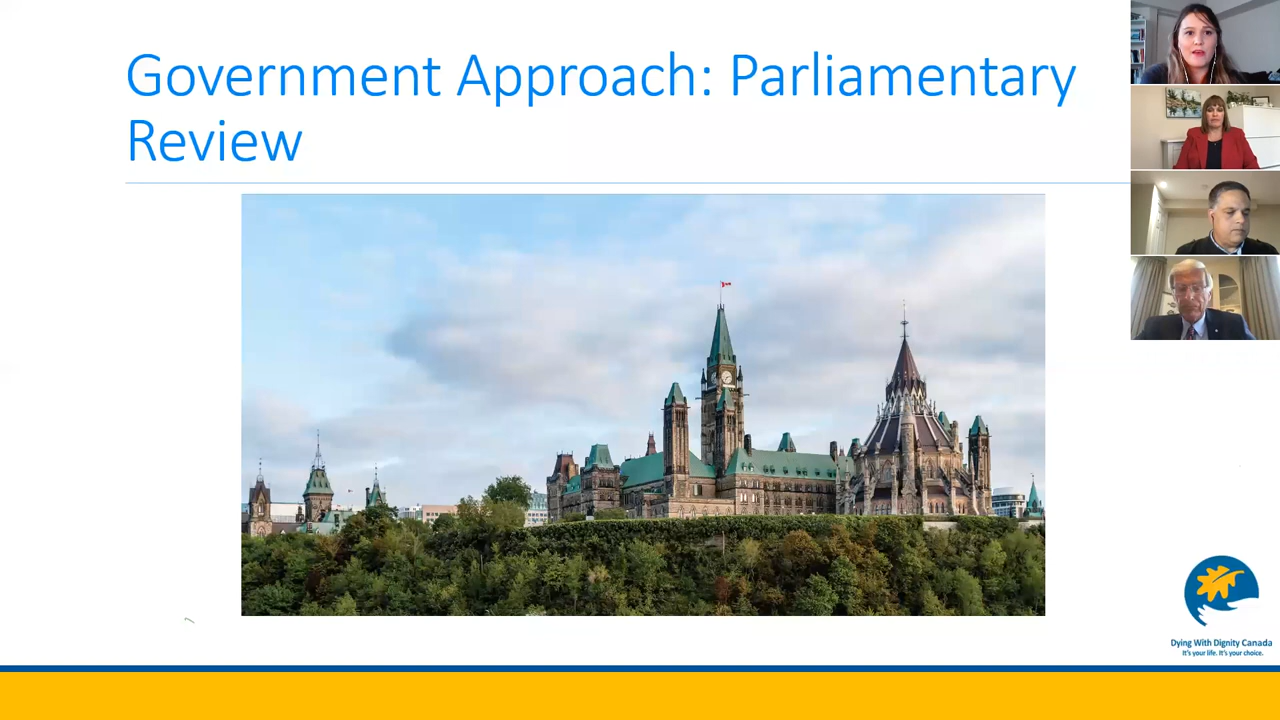 Government Approach: Parliamentary
Review
Dying With Dignity Canada
It's your life. It's your choice.